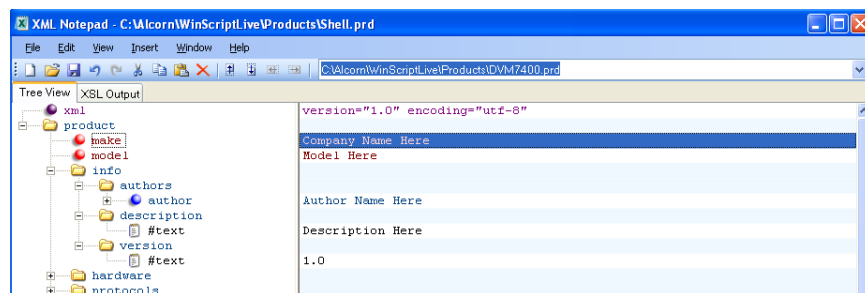 XML Notepad - C:\Alcorn\WinScriptLive\Products\Shell.prd
File Edit View Insert Window Help
C:\Alcorn\WinScriptLive\Products\DVM7400.prd
Tree View XSL Output
xml version="1.0" encoding="utf-8"
product
make Company Name Here
model Model Here
info
authors
author Author Name Here
description
#text Description Here
version
#text 1.0
hardware
protocols